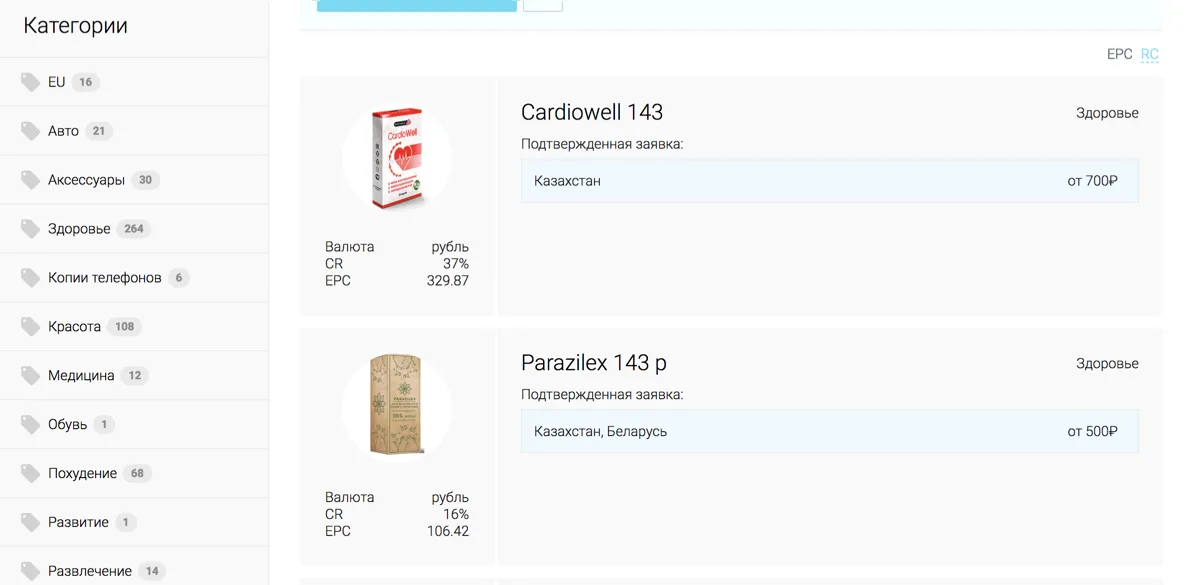 Категории
EU 16
Авто 21
Аксессуары 30
Здоровье 264
Копии телефонов 6
Красота 108
Медицина 12
Обувь 1
Похудение 68
Развитие 1
Развлечение 14
EPC RC
Cardiowell 143
Здоровье
Подтвержденная заявка:
Казахстан от 700₽
CardioWell
Валюта рубль
CR 37%
EPC 329.87
Parazilex 143 р
Здоровье
Подтвержденная заявка:
Казахстан, Беларусь от 500₽
PARAZILEX
Валюта рубль
CR 16%
EPC 106.42